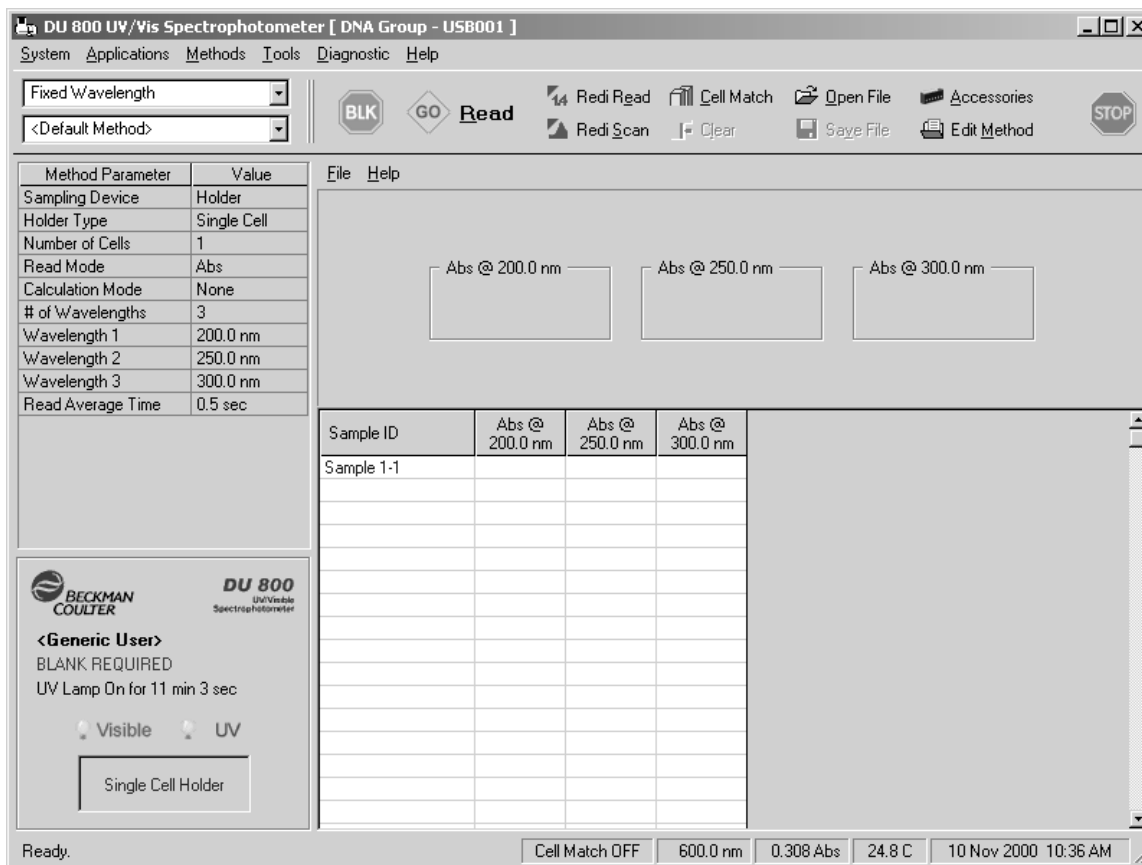 DU 800 UV/Vis Spectrophotometer [ DNA Group - USB001 ]
System Applications Methods Tools Diagnostic Help
Fixed Wavelength
<Default Method>
BLK
GO
Read
1.4 Redi Read
Redi Scan
Cell Match
Clear
Open File
Save File
Accessories
Edit Method
STOP
Method Parameter Value
Sampling Device Holder
Holder Type Single Cell
Number of Cells 1
Read Mode Abs
Calculation Mode None
# of Wavelengths 3
Wavelength 1 200.0 nm
Wavelength 2 250.0 nm
Wavelength 3 300.0 nm
Read Average Time 0.5 sec
BECKMAN
COULTER
DU 800
UV/Visible
Spectrophotometer
<Generic User>
BLANK REQUIRED
UV Lamp On for 11 min 3 sec
Visible UV
Single Cell Holder
File Help
Abs @ 200.0 nm Abs @ 250.0 nm Abs @ 300.0 nm
Sample ID
Abs @
200.0 nm
Abs @
250.0 nm
Abs @
300.0 nm
Sample 1-1
Ready. Cell Match OFF 600.0 nm 0.308 Abs 24.8 C 10 Nov 2000 10:36 AM